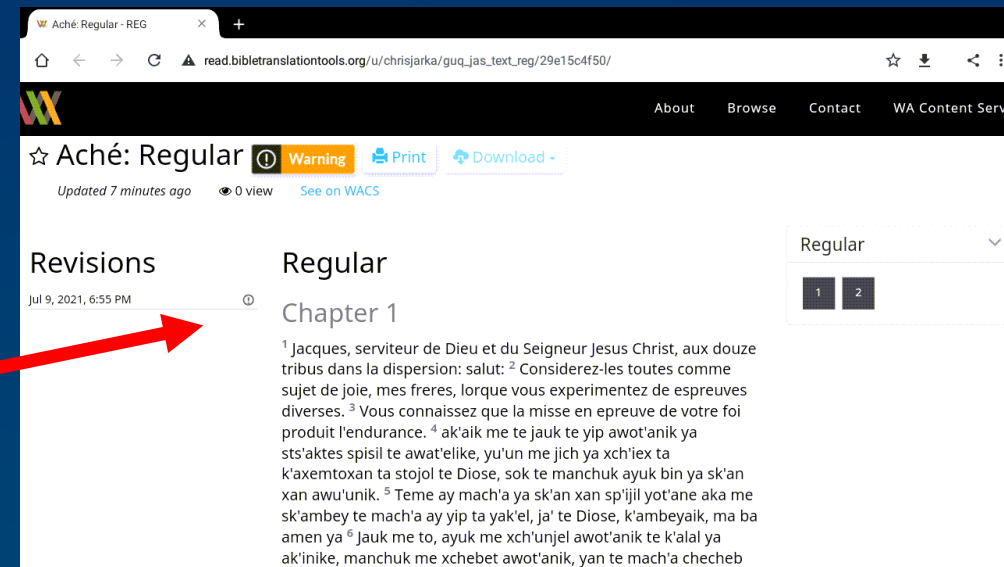 Aché: Regular - REG
read.bibletranslationtools.org/u/chrisjarka/guq_jas_text_reg/29e15c4f50/
About Browse Contact WA Content Serv
Aché: Regular Warning Print Download
Updated 7 minutes ago 0 view See on WACS
Revisions
Jul 9, 2021, 6:55 PM
Regular
Chapter 1
1 Jacques, serviteur de Dieu et du Seigneur Jesus Christ, aux douze
tribus dans la dispersion: salut: 2 Considerez-les toutes comme
sujet de joie, mes freres, lorque vous experimentez de espreuves
diverses. 3 Vous connaissez que la misse en epreuve de votre foi
produit l'endurance. 4 ak'aik me te jauk te yip awot'anik ya
sts'aktes spisil te awat'elike, yu'un me jich ya xch'iex ta
k'axemtoxan ta stojol te Diose, sok te manchuk ayuk bin ya sk'an
xan awu'unik. 5 Teme ay mach'a ya sk'an xan sp'ijil yot'ane aka me
sk'ambey te mach'a ay yip ta yak'el, ja' te Diose, k'ambeyaik, ma ba
amen ya 6 Jauk me to, ayuk me xch'unjel awot'anik te k'alal ya
ak'inike, manchuk me xchebet awot'anik, yan te mach'a checheb
Regular
1 2